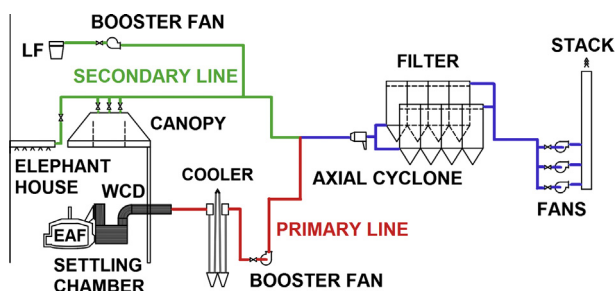 BOOSTER FAN
LF
SECONDARY LINE
CANOPY
ELEPHANT
HOUSE
WCD
EAF
SETTLING
CHAMBER
COOLER
PRIMARY LINE
BOOSTER FAN
FILTER
AXIAL CYCLONE
STACK
FANS